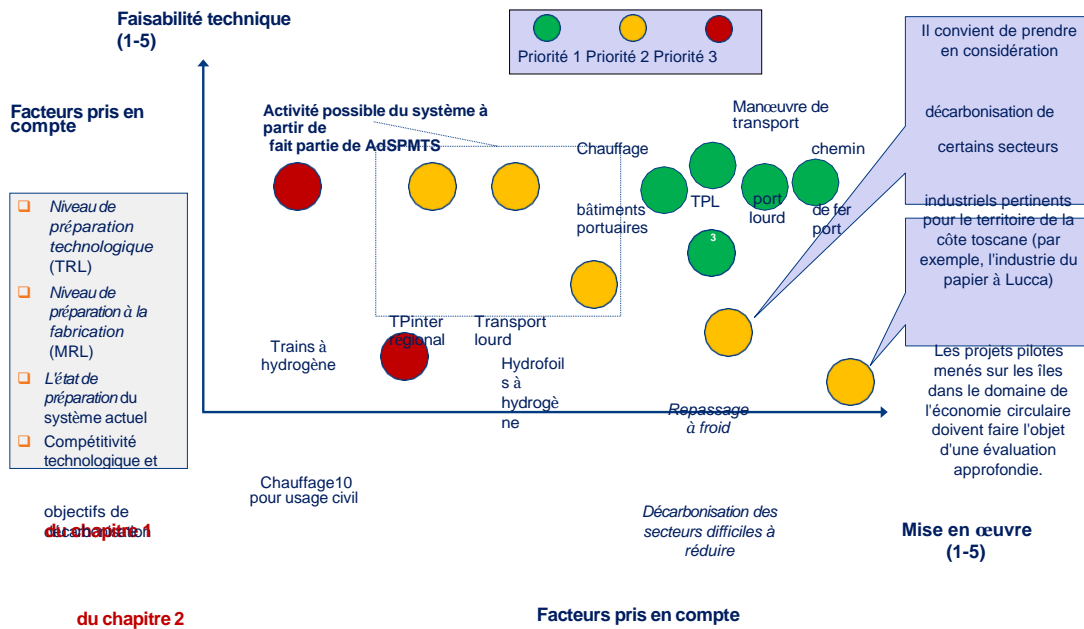 Faisabilité technique
(1-5)
Priorité 1 Priorité 2 Priorité 3
Il convient de prendre
en considération
décarbonisation de
certains secteurs
industriels pertinents
pour le territoire de la
côte toscane (par
exemple, l'industrie du
papier à Lucca)
Facteurs pris en
compte
Activité possible du système à
partir de
fait partie de AdSPMTS
Manœuvre de
transport
Chauffage
chemin
bâtiments
portuaires
TPL
port
lourd
de fer
port
3
❑ Niveau de
préparation
technologique
(TRL)
❑ Niveau de
préparation à la
fabrication
(MRL)
❑ L'état de
préparation du
système actuel
❑ Compétitivité
technologique et
objectifs de
décarbonisation
du chapitre 1
du chapitre 2
Trains à
hydrogène
TPinter
régional
Transport
lourd
Hydrofoil
s à
hydrogè
ne
Repassage
à froid
Les projets pilotes
menés sur les îles
dans le domaine de
l'économie circulaire
doivent faire l'objet
d'une évaluation
approfondie.
Chauffage10
pour usage civil
Décarbonisation des
secteurs difficiles à
réduire
Mise en œuvre
(1-5)
Facteurs pris en compte